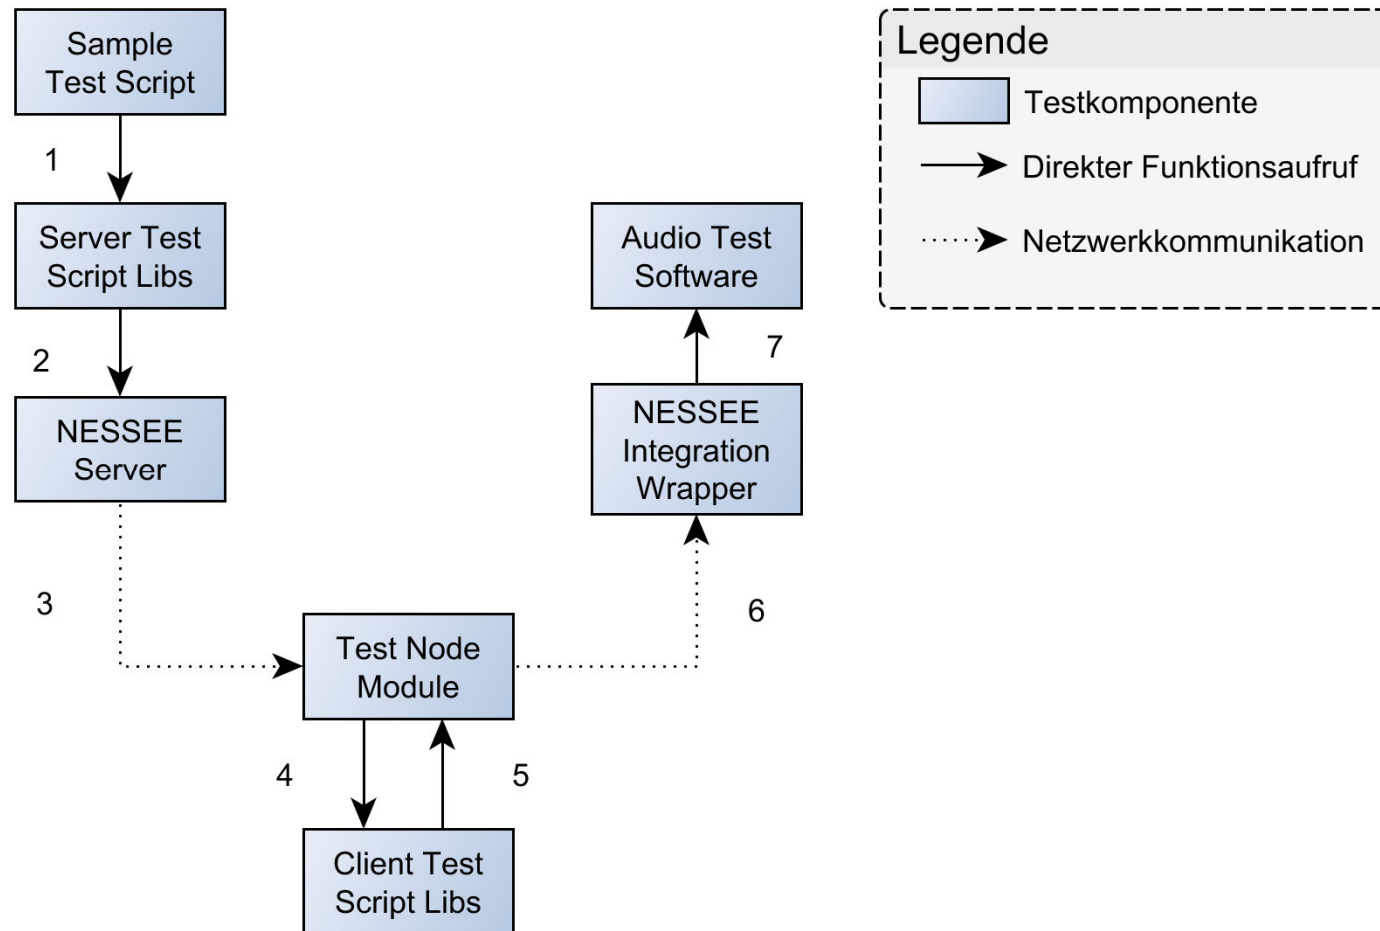 Sample
Test Script
1
Server Test
Script Libs
2
NESSEE
Server
3
Test Node
Module
4
5
Client Test
Script Libs
6
NESSEE
Integration
Wrapper
7
Audio Test
Software
Legende
Testkomponente
Direkter Funktionsaufruf
Netzwerkkommunikation